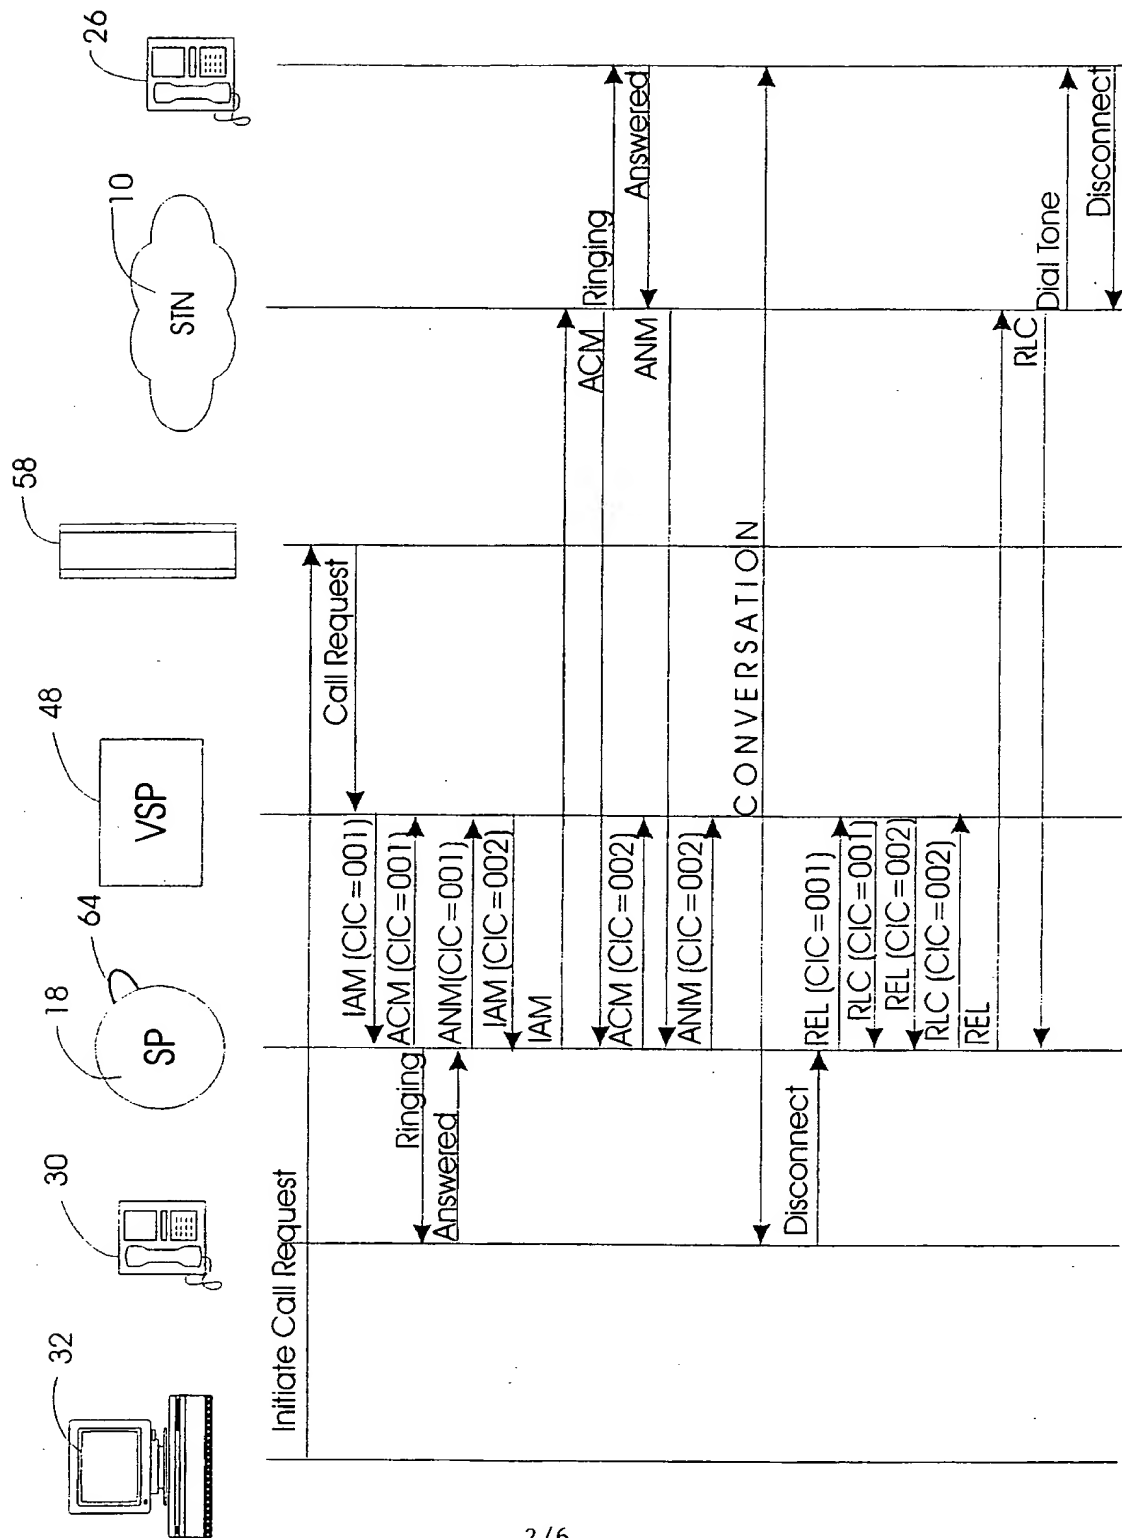 32
30
18
64
48
58
10
26
SP
VSP
STN
Initiate Call Request
Call Request
IAM (CIC=001)
ACM (CIC=001)
Ringing
Answered
ANM(CIC=001)
IAM (CIC=002)
IAM
ACM
Ringing
ACM (CIC=002)
Answered
ANM
ANM (CIC=002)
CONVERSATION
Disconnect
REL (CIC=001)
RLC (CIC=001)
REL (CIC=002)
RLC (CIC=002)
REL
RLC
Dial Tone
Disconnect
2/6